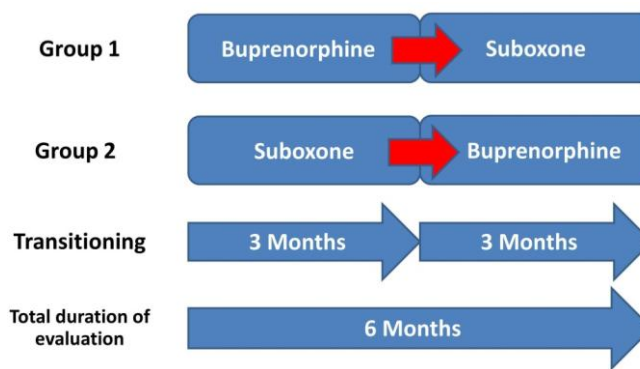 Group 1
Buprenorphine
Suboxone
Group 2
Suboxone
Buprenorphine
Transitioning
3 Months
3 Months
Total duration of
evaluation
6 Months